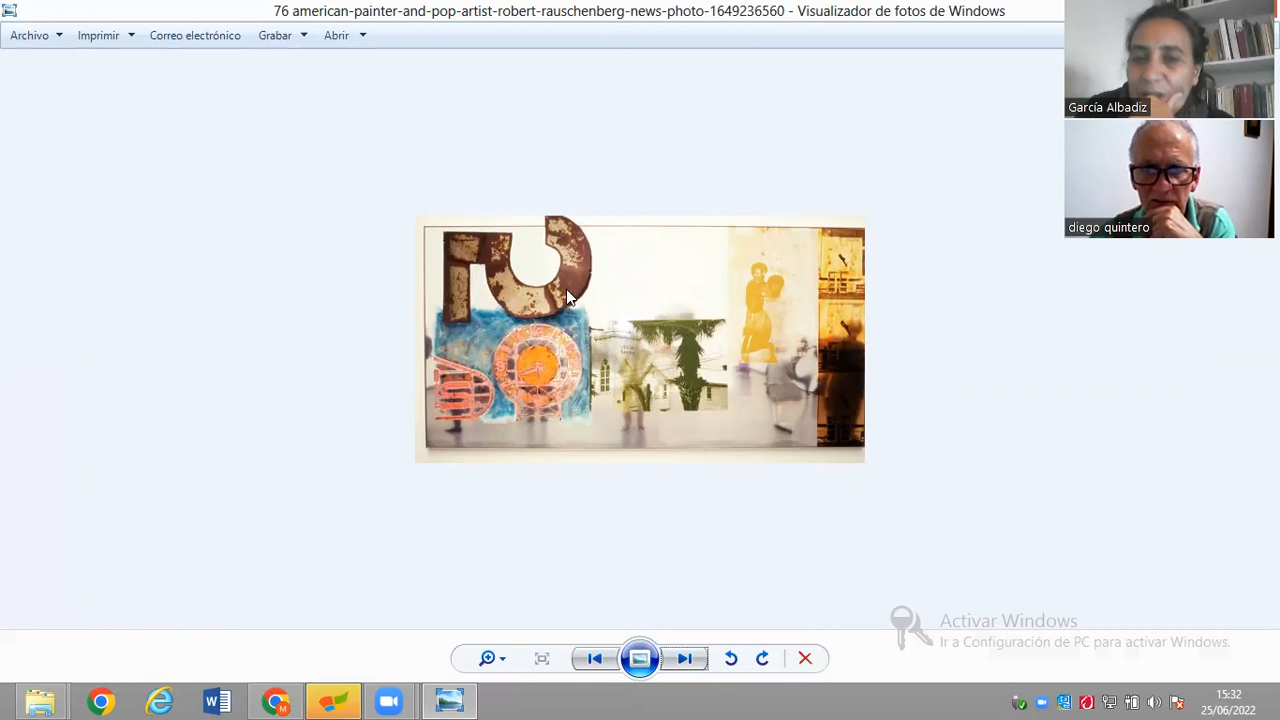 76 american-painter-and-pop-artist-robert-rauschenberg-news-photo-1649236560 - Visualizador de fotos de Windows
Archivo Imprimir Correo electrónico Grabar Abrir
García Albadiz
diego quintero
Activar Windows
Ir a Configuración de PC para activar Windows.
15:32
25/06/2022